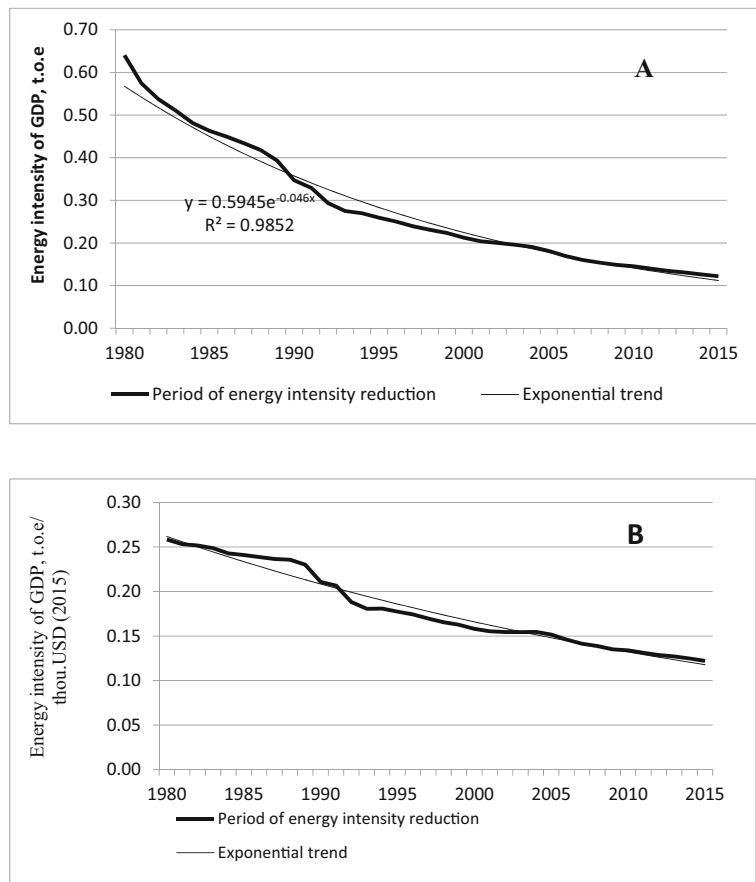 0.70
A
0.60
0.50
0.40
0.30
0.20
0.10
0.00
Energy intensity of GDP, t.o.e
y = 0.5945e^-0.046x
R² = 0.9852
1980 1985 1990 1995 2000 2005 2010 2015
Period of energy intensity reduction Exponential trend
0.30
B
0.25
0.20
0.15
0.10
0.05
0.00
Energy intensity of GDP, t.o.e/
thou.USD (2015)
1980 1985 1990 1995 2000 2005 2010 2015
Period of energy intensity reduction
Exponential trend